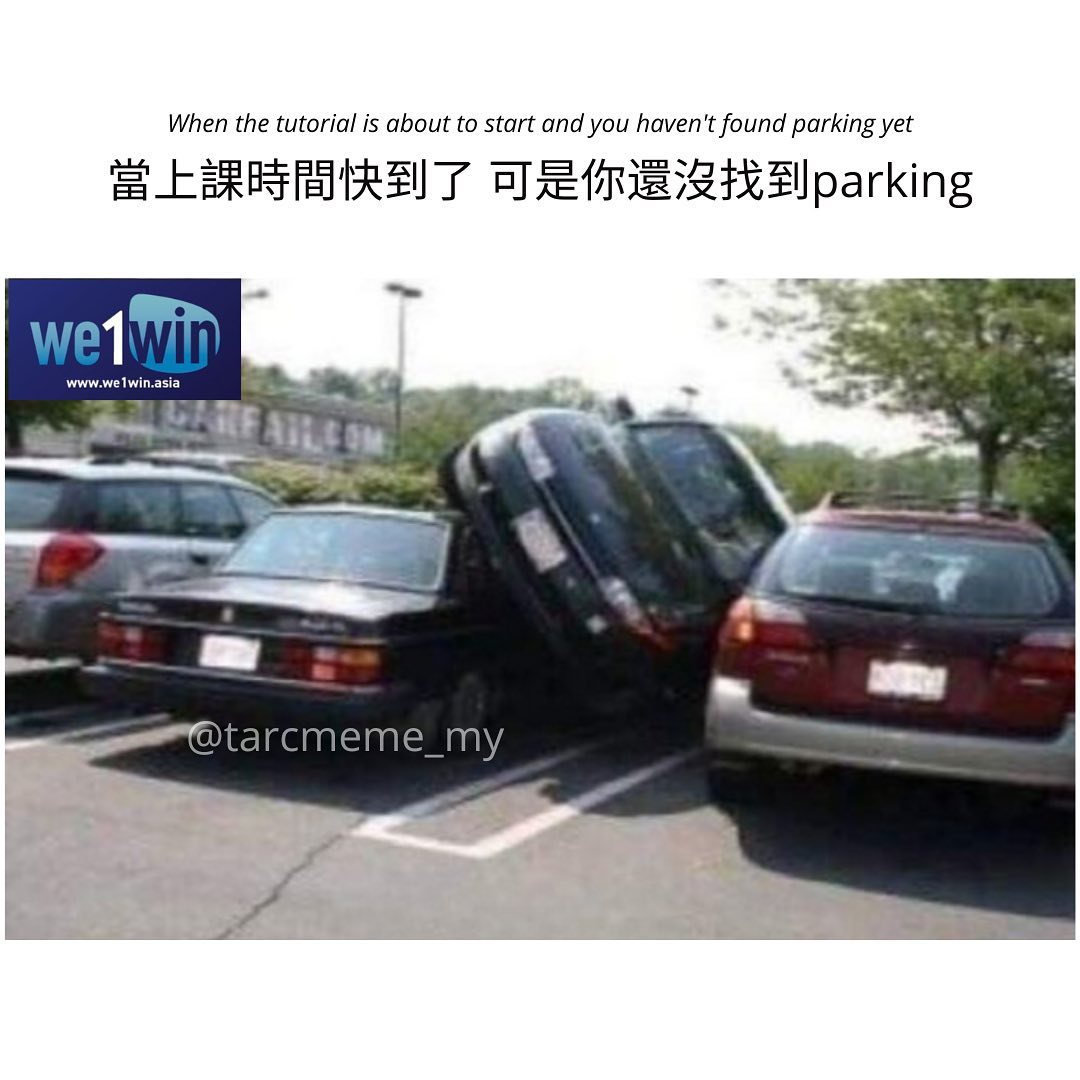 When the tutorial is about to start and you haven't found parking yet
當上課時間快到了 可是你還沒找到parking
we1win
www.we1win.asia
@tarcmeme_my